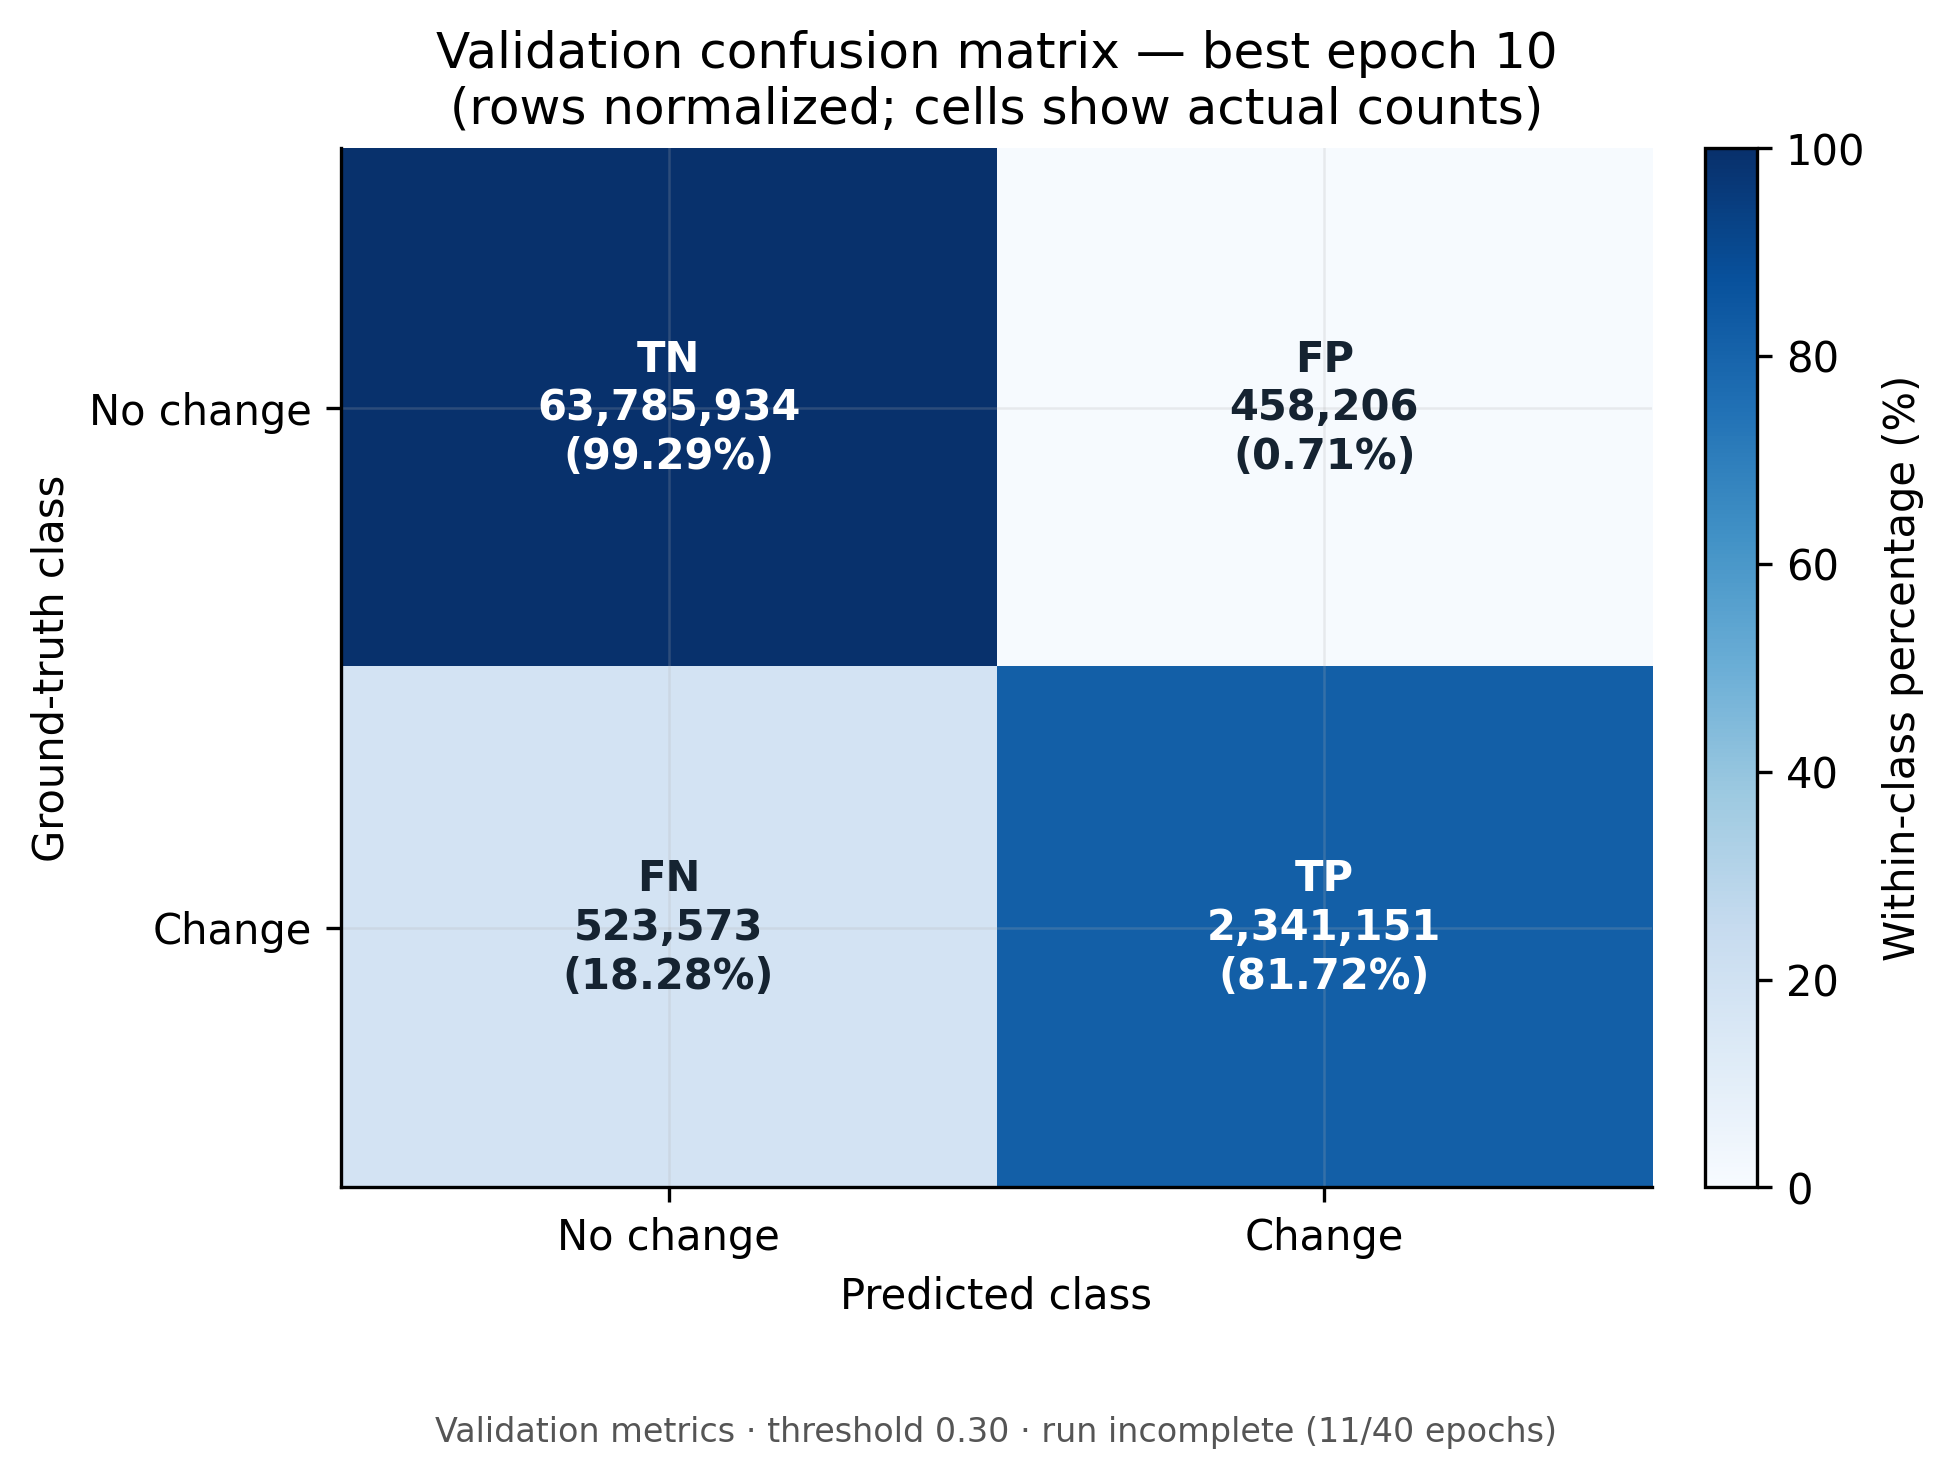 Validation confusion matrix — best epoch 10
(rows normalized; cells show actual counts)
Ground-truth class
No change
Change
TN
63,785,934
(99.29%)
FP
458,206
(0.71%)
FN
523,573
(18.28%)
TP
2,341,151
(81.72%)
No change
Change
Predicted class
100
80
60
40
20
0
Within-class percentage (%)
Validation metrics · threshold 0.30 · run incomplete (11/40 epochs)